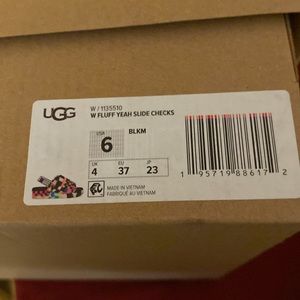 UGG
W / 1135510
W FLUFF YEAH SLIDE CHECKS
USA
6
BLKM
UK
4
EU
37
JP
23
MADE IN VIETNAM
FABRIQUÉ AU VIETNAM
1 95719 88617 2